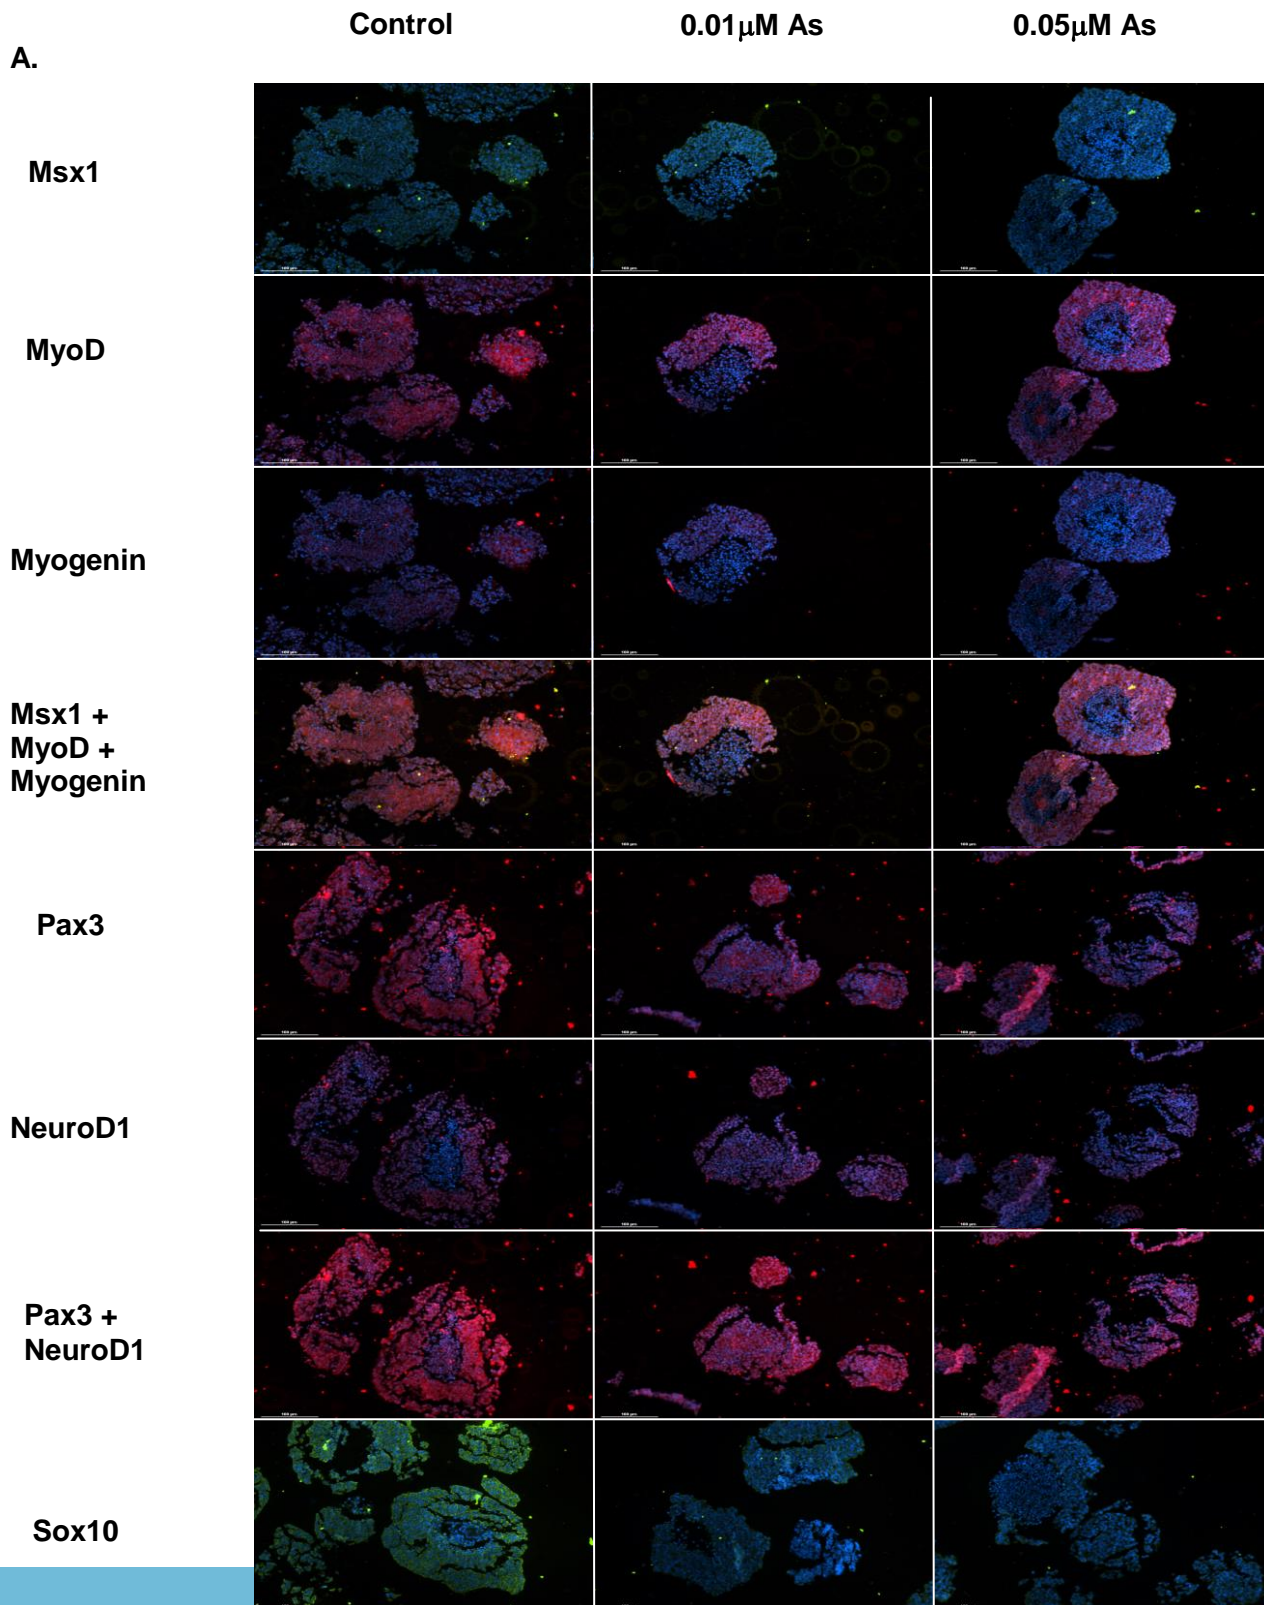 Control 0.01μM As 0.05μM As
A.
Msx1
MyoD
Myogenin
Msx1 +
MyoD +
Myogenin
Pax3
NeuroD1
Pax3 +
NeuroD1
Sox10